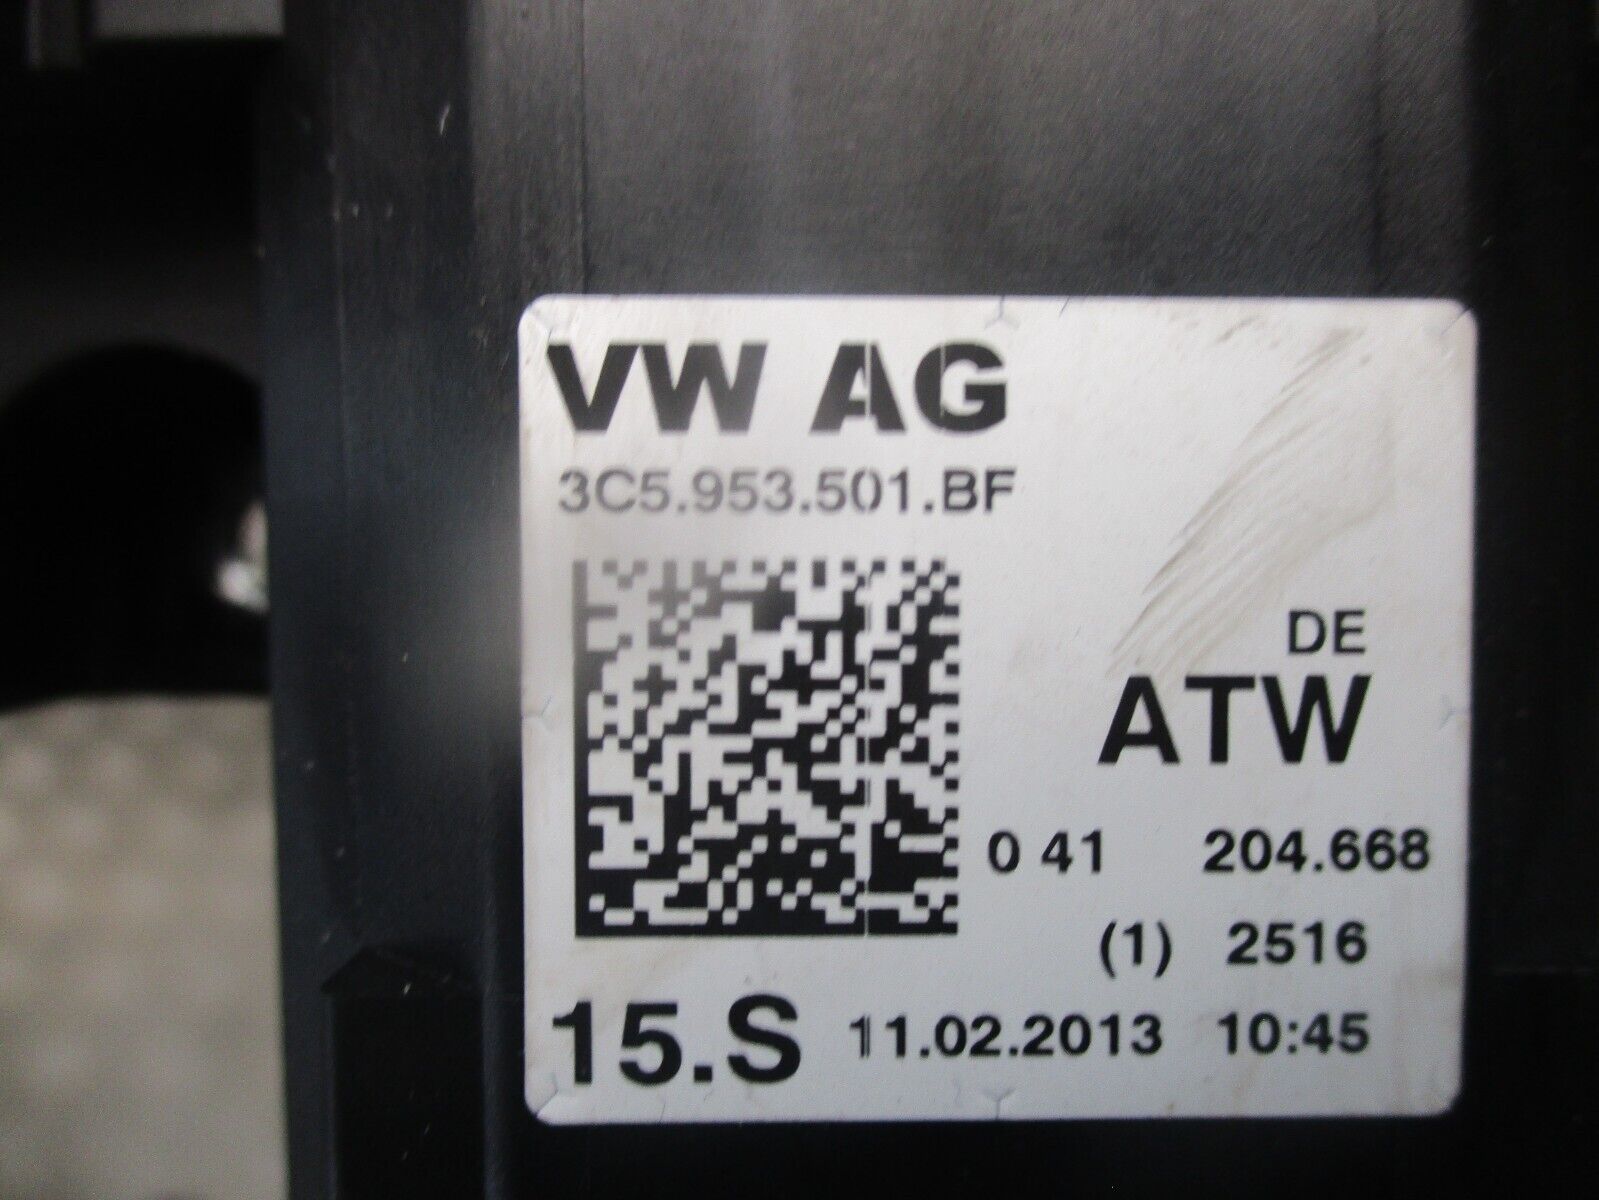 VW AG
3C5.953.501.BF
DE
ATW
0 41 204.668
(1) 2516
15.S 11.02.2013 10:45